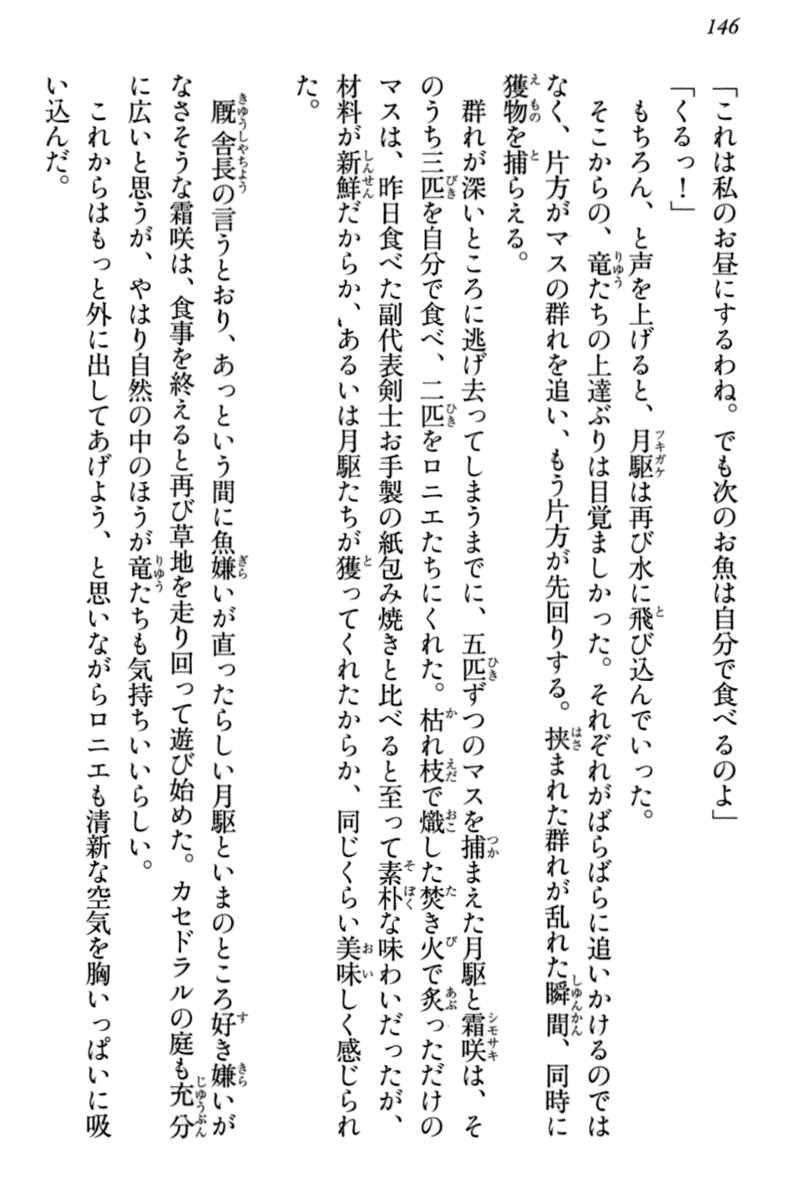 146
「これは私のお昼にするわね。でも次のお魚は自分で食べるのよ」
「くるっ！」
もちろん、と声を上げると、月駆は再び水に飛び込んでいった。
そこからの、竜たちの上達ぶりは目覚ましかった。それぞれがばらばらに追いかけるのでは
なく、片方がマスの群れを追い、もう片方が先回りする。挟まれた群れが乱れた瞬間、同時に
獲物を捕らえる。
群れが深いところに逃げ去ってしまうまでに、五匹ずつのマスを捕まえた月駆と霜咲は、そ
のうち三匹を自分で食べ、二匹をロニエたちにくれた。枯れ枝で熾した焚き火で炙っただけの
マスは、昨日食べた副代表剣士お手製の紙包み焼きと比べると至って素朴な味わいだったが、
材料が新鮮だからか、あるいは月駆たちが獲ってくれたからか、同じくらい美味しく感じられ
た。
厩舎長の言うとおり、あっという間に魚嫌いが直ったらしい月駆といまのところ好き嫌いが
なさそうな霜咲は、食事を終えると再び草地を走り回って遊び始めた。カセドラルの庭も充分
に広いと思うが、やはり自然の中のほうが竜たちも気持ちいいらしい。
これからはもっと外に出してあげよう、と思いながらロニエも清新な空気を胸いっぱいに吸
い込んだ。